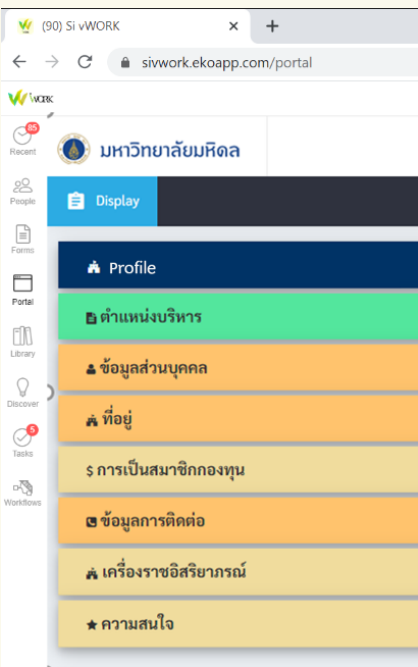 (90) Si vWORK
sivwork.ekoapp.com/portal
vWORK
85
Recent
มหาวิทยาลัยมหิดล
People
Display
Forms
Profile
Portal
ตำแหน่งบริหาร
Library
ข้อมูลส่วนบุคคล
Discover
ที่อยู่
5
Tasks
$ การเป็นสมาชิกกองทุน
Workflows
ข้อมูลการติดต่อ
เครื่องราชอิสริยาภรณ์
ความสนใจ